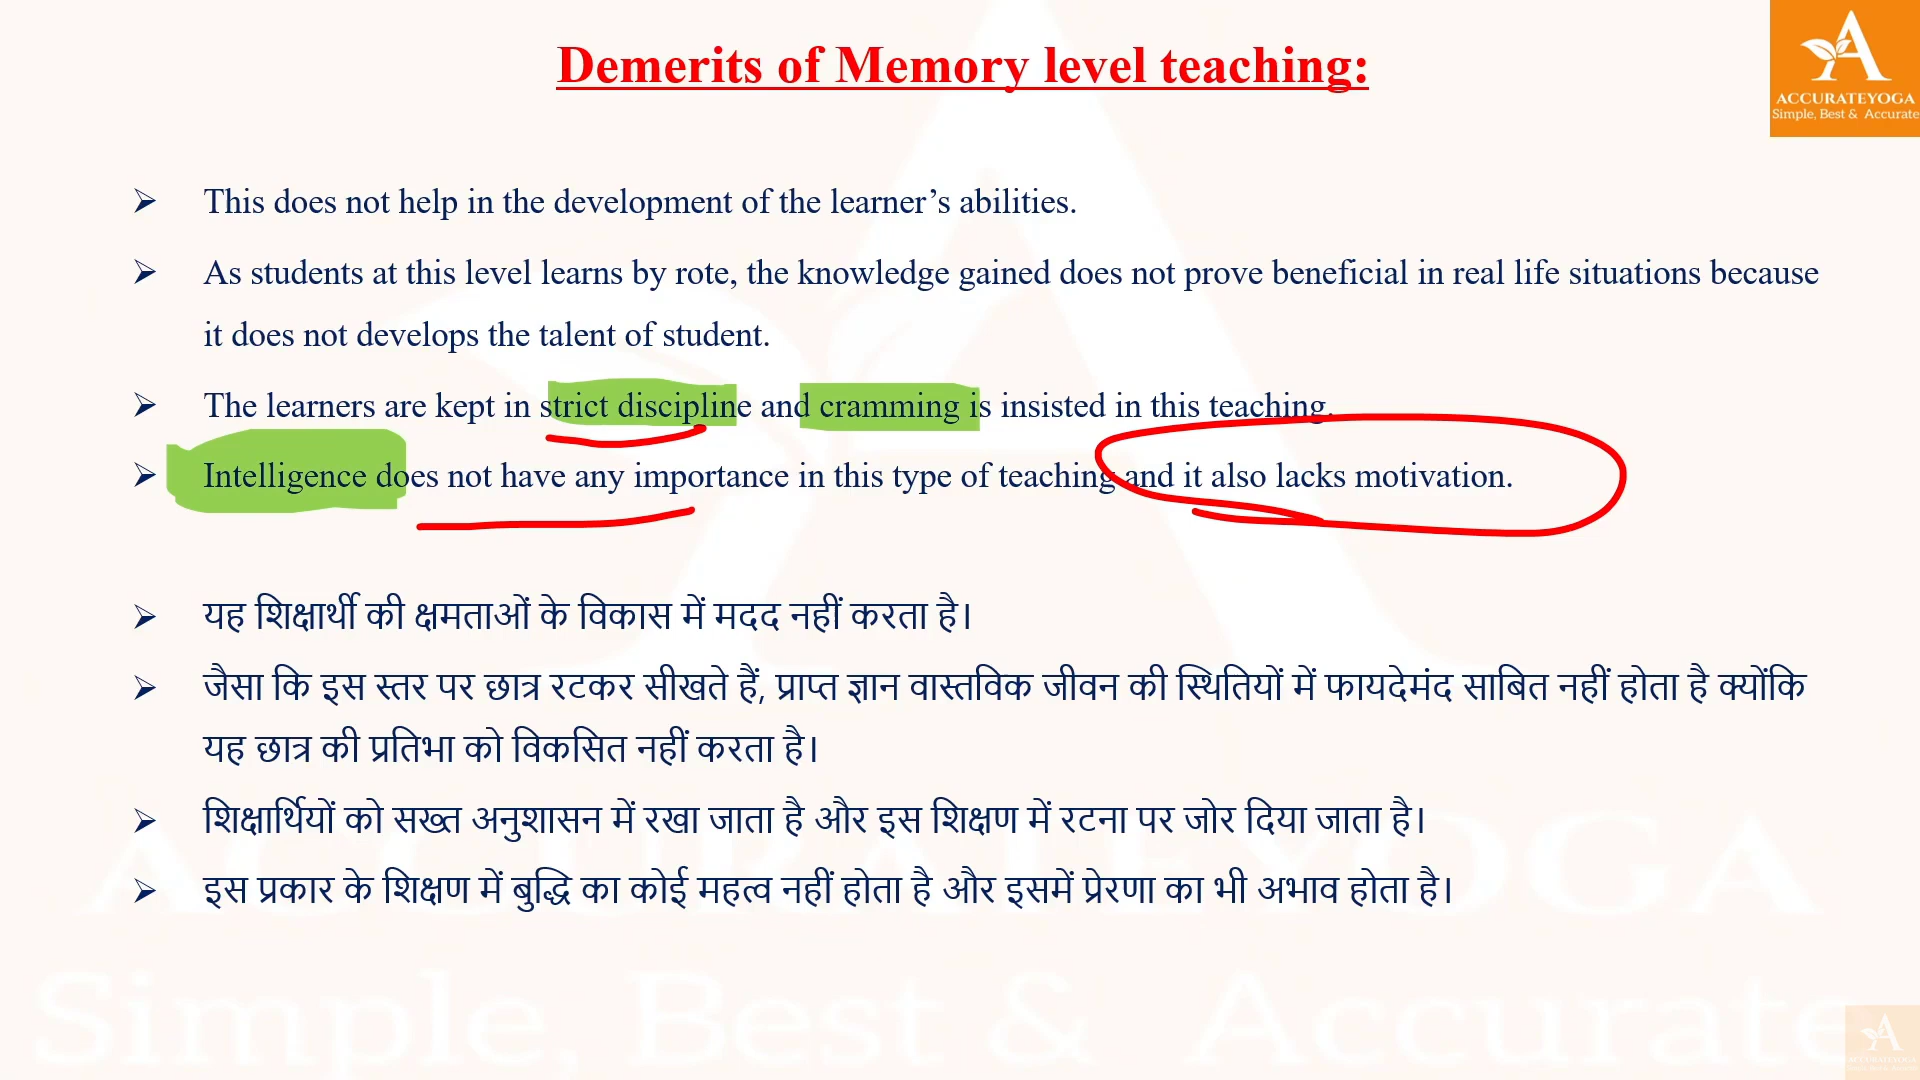 Demerits of Memory level teaching:
ACCURATEYOGA
Simple, Best & Accurate
➢ This does not help in the development of the learner’s abilities.
➢ As students at this level learns by rote, the knowledge gained does not prove beneficial in real life situations because
it does not develops the talent of student.
➢ The learners are kept in strict discipline and cramming is insisted in this teaching.
➢ Intelligence does not have any importance in this type of teaching and it also lacks motivation.
➢ यह शिक्षार्थी की क्षमताओं के विकास में मदद नहीं करता है।
➢ जैसा कि इस स्तर पर छात्र रटकर सीखते हैं, प्राप्त ज्ञान वास्तविक जीवन की स्थितियों में फायदेमंद साबित नहीं होता है क्योंकि
यह छात्र की प्रतिभा को विकसित नहीं करता है।
➢ शिक्षार्थियों को सख्त अनुशासन में रखा जाता है और इस शिक्षण में रटना पर जोर दिया जाता है।
➢ इस प्रकार के शिक्षण में बुद्धि का कोई महत्व नहीं होता है और इसमें प्रेरणा का भी अभाव होता है।
ACCURATEYOGA
Simple, Best & Accurate